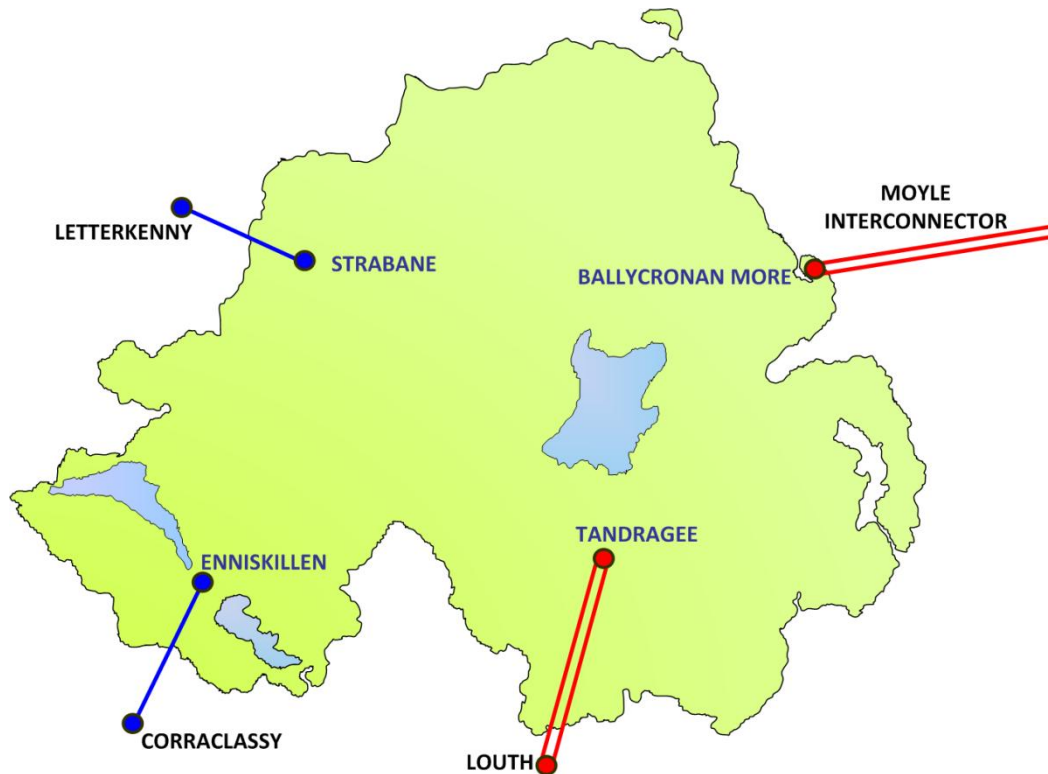 MOYLE
INTERCONNECTOR
LETTERKENNY
STRABANE
BALLYCRONAN MORE
TANDRAGEE
ENNISKILLEN
CORRACLASSY
LOUTH